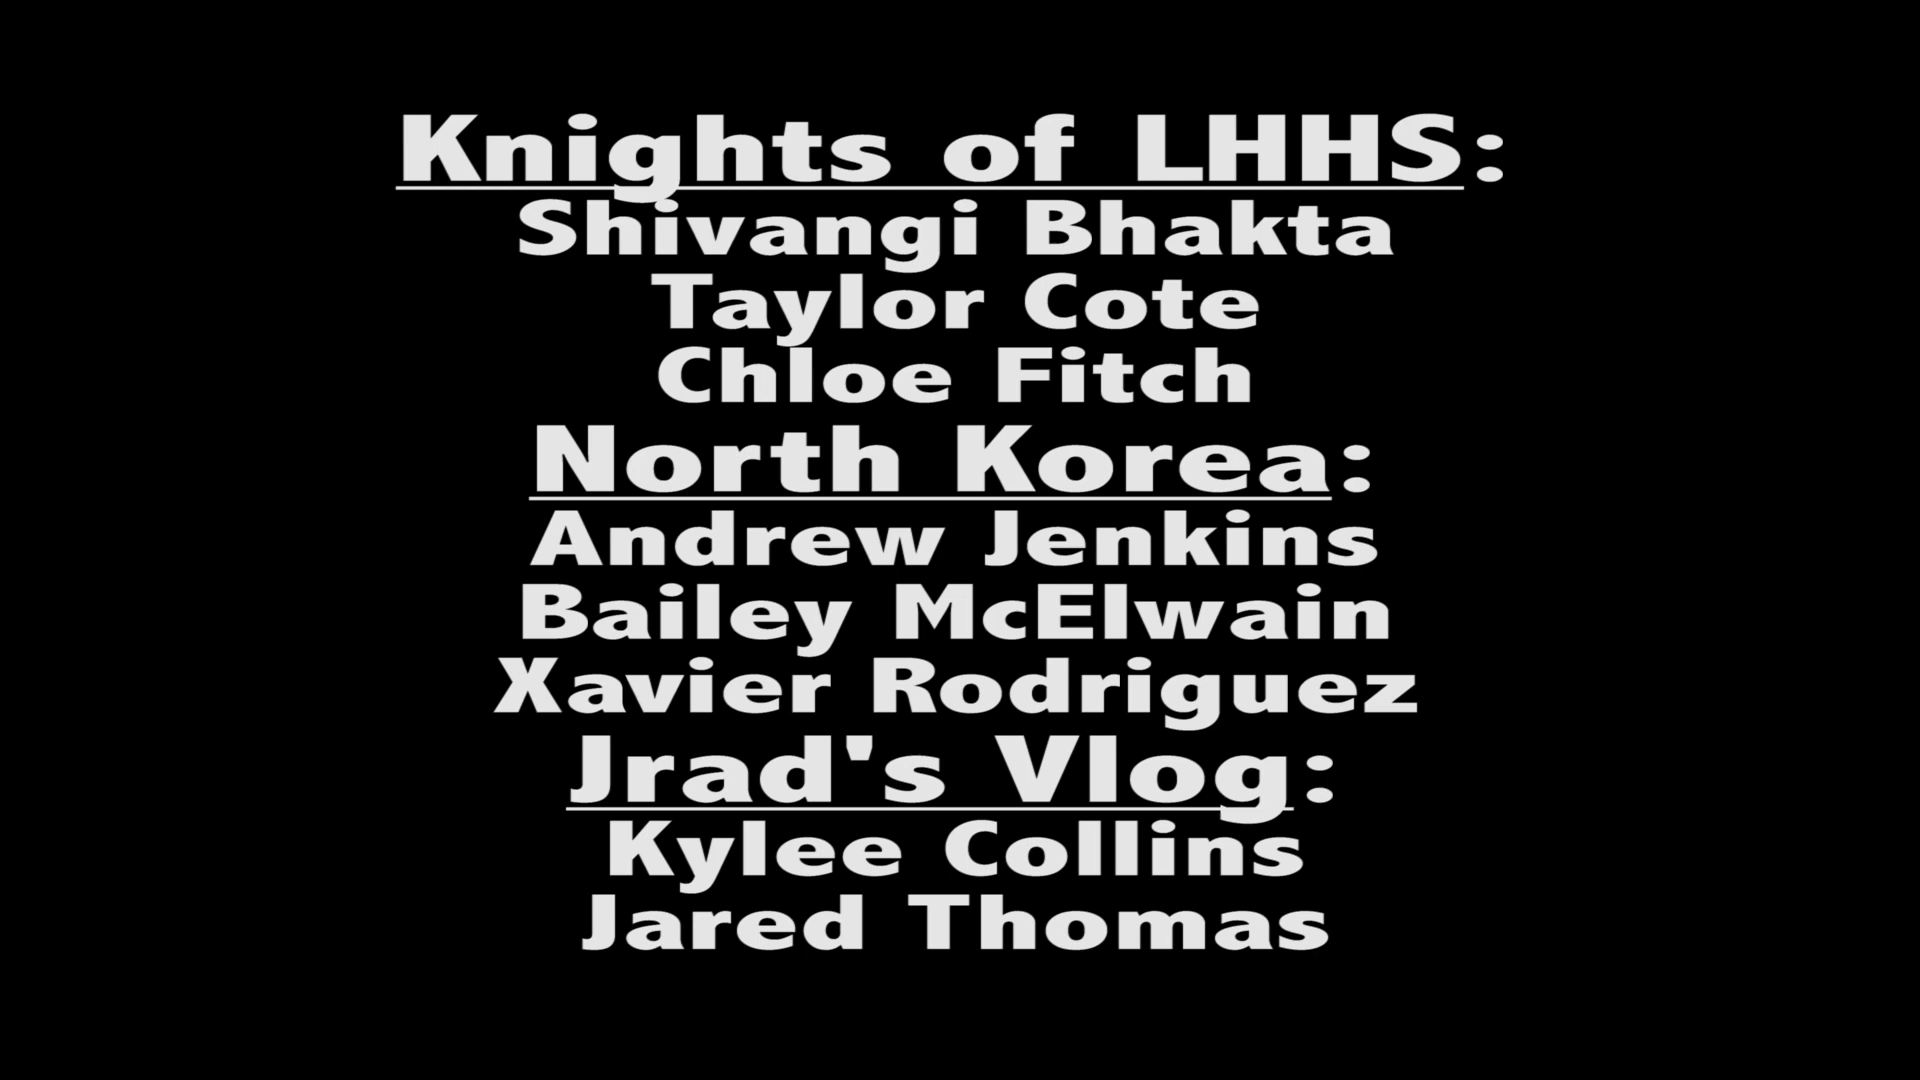 Knights of LHHS:
Shivangi Bhakta
Taylor Cote
Chloe Fitch
North Korea:
Andrew Jenkins
Bailey McElwain
Xavier Rodriguez
Jrad's Vlog:
Kylee Collins
Jared Thomas